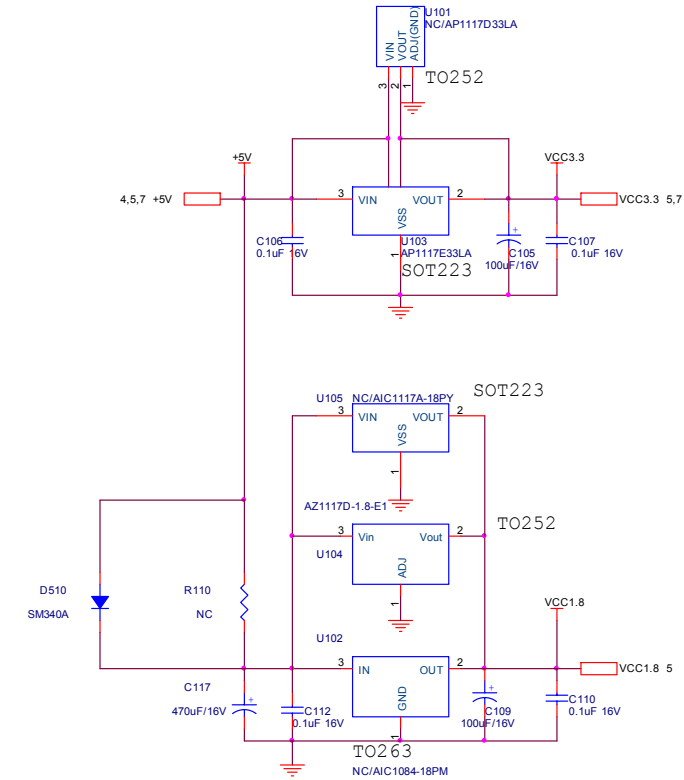 U101
NC/AP1117D33LA
VIN
VOUT
ADJ(GND)
3
2
1
TO252
+5V
VCC3.3
4,5,7 +5V
3
VIN
VOUT
2
VCC3.3 5,7
VSS
1
C106
0.1uF 16V
U103
AP1117E33LA
SOT223
C105
100uF/16V
C107
0.1uF 16V
U105 NC/AIC1117A-18PY
SOT223
3
VIN
VOUT
2
VSS
1
AZ1117D-1.8-E1
TO252
3
Vin
Vout
2
U104
ADJ
1
D510
SM340A
R110
NC
VCC1.8
U102
3
IN
OUT
2
VCC1.8 5
GND
1
C117
470uF/16V
C112
0.1uF 16V
C109
100uF/16V
C110
0.1uF 16V
TO263
NC/AIC1084-18PM